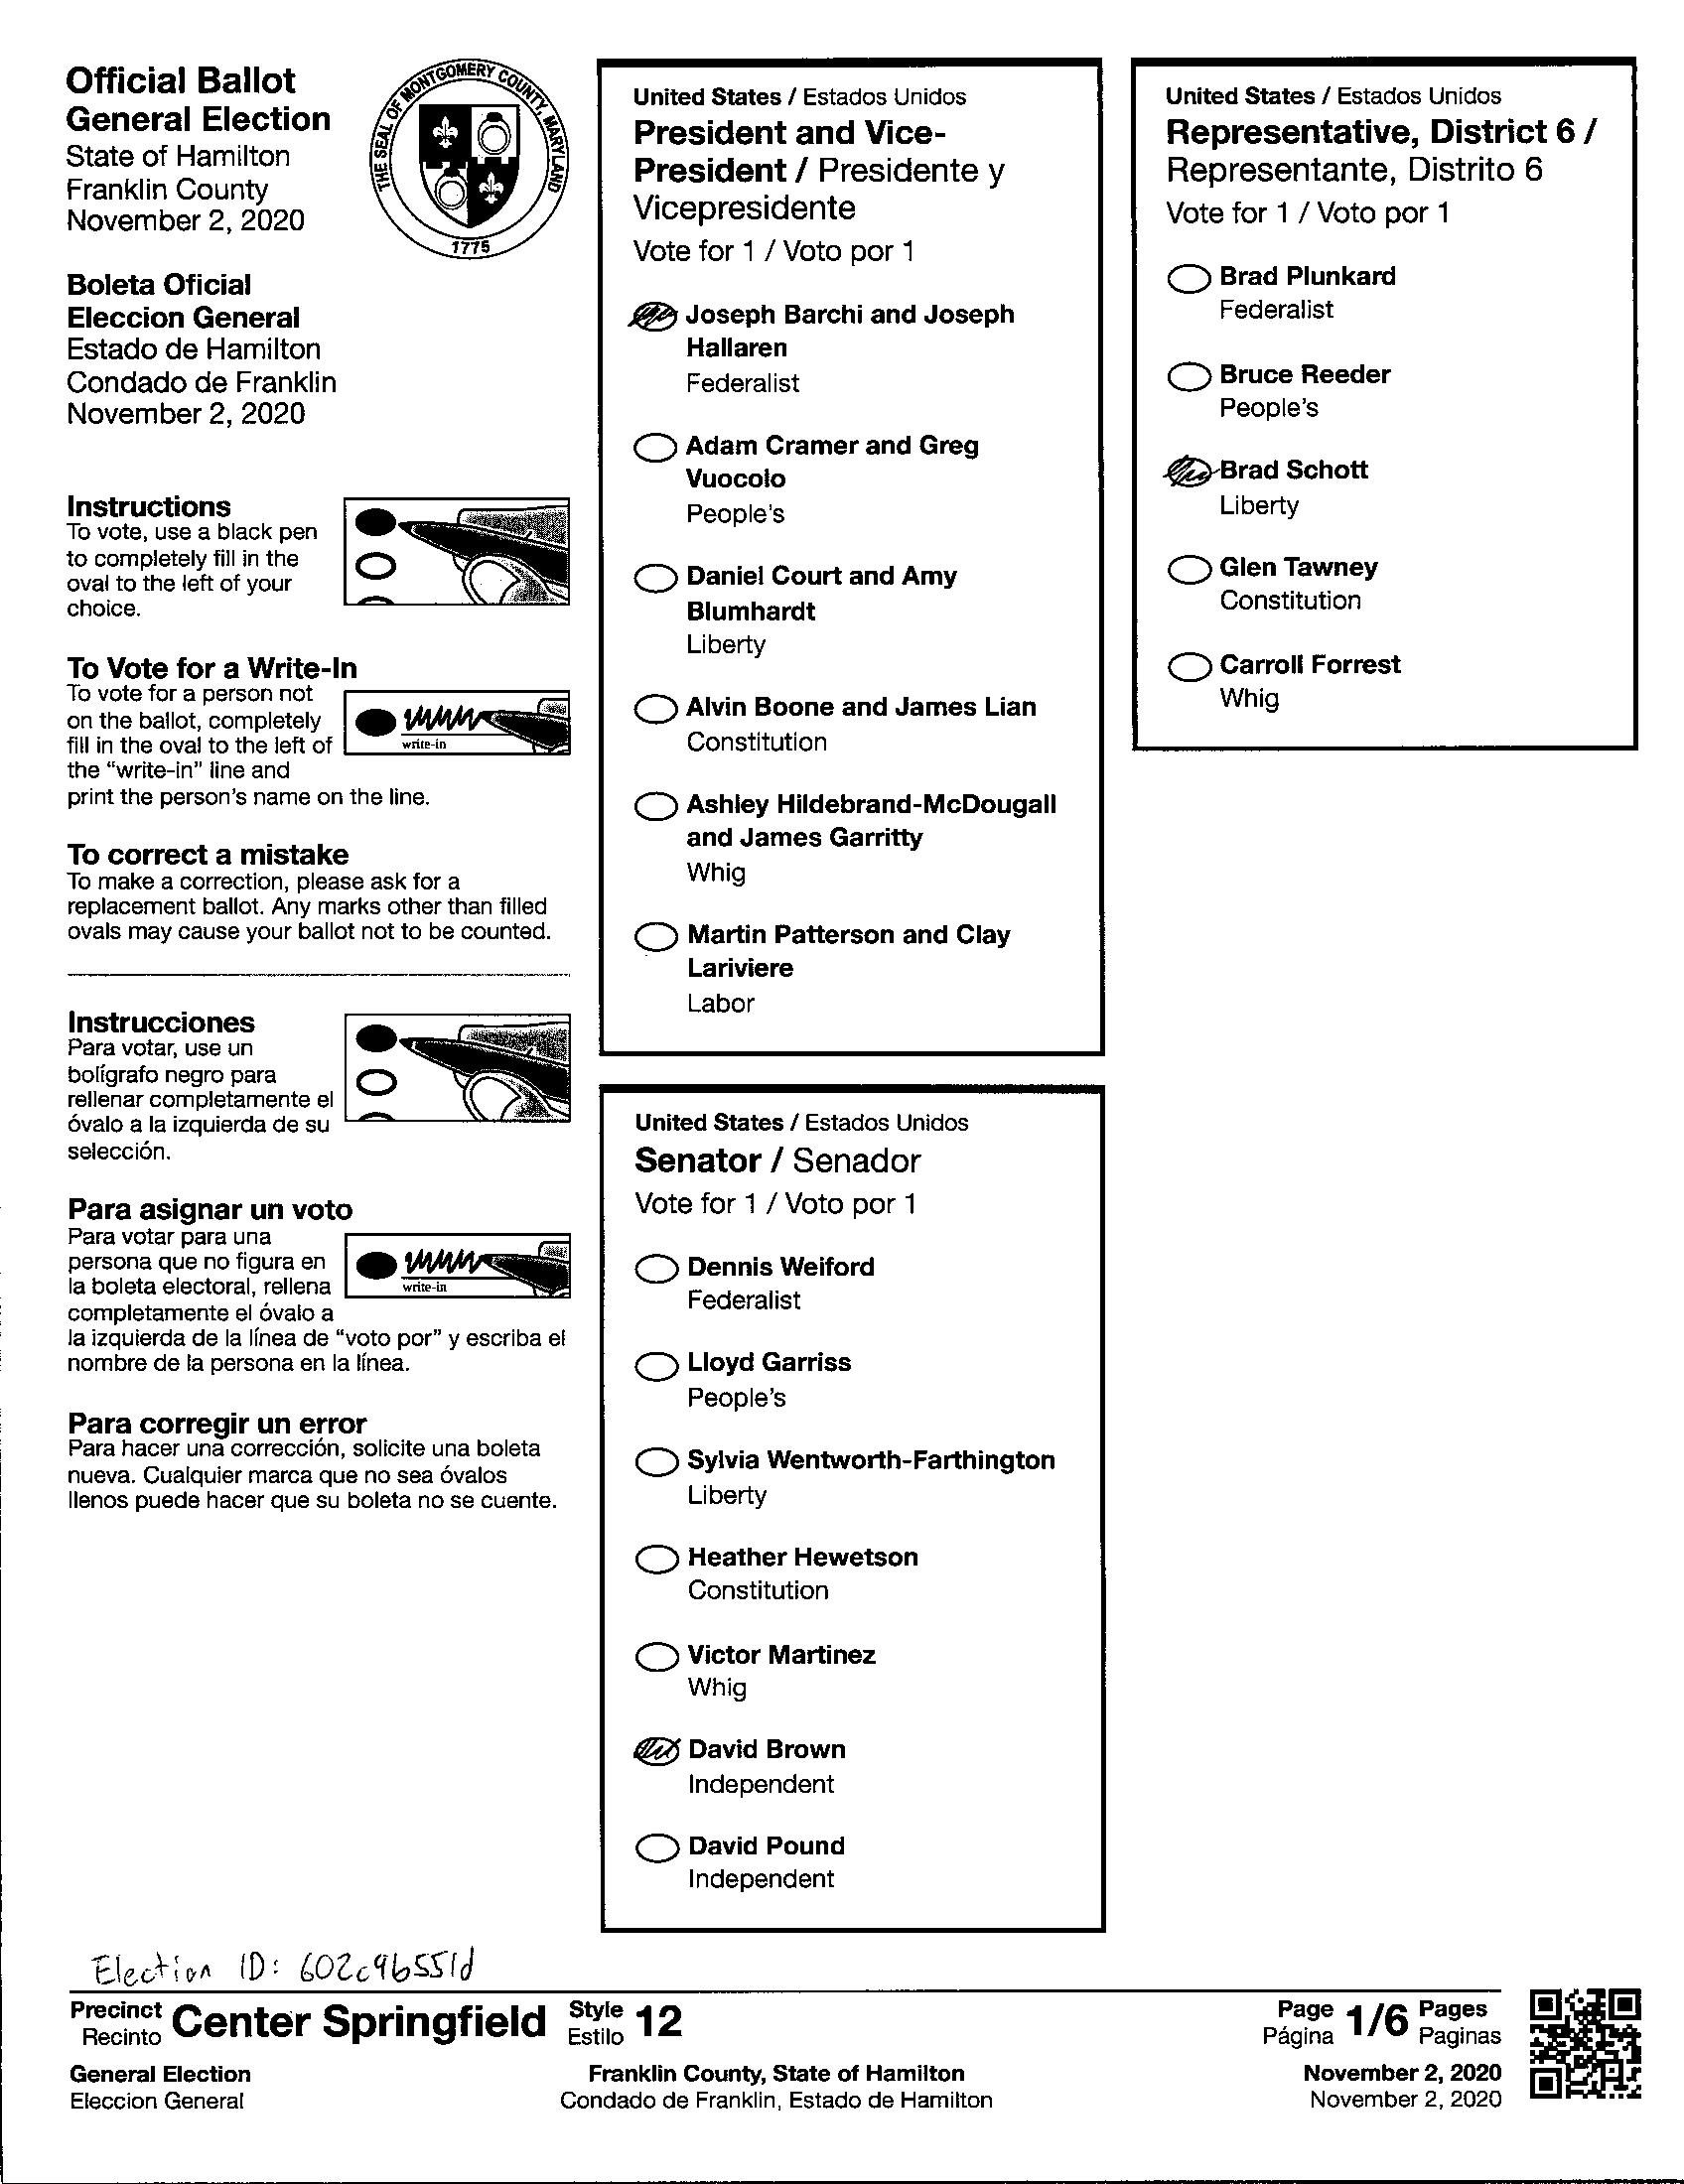 Official Ballot
General Election
State of Hamilton
Franklin County
November 2, 2020
THE SEAL OF MONTGOMERY COUNTY, MARYLAND
1775
Boleta Oficial
Eleccion General
Estado de Hamilton
Condado de Franklin
November 2, 2020
Instructions
To vote, use a black pen
to completely fill in the
oval to the left of your
choice.
To Vote for a Write-In
To vote for a person not
on the ballot, completely
fill in the oval to the left of
the “write-in” line and
print the person’s name on the line.
write-in
To correct a mistake
To make a correction, please ask for a
replacement ballot. Any marks other than filled
ovals may cause your ballot not to be counted.
Instrucciones
Para votar, use un
bolígrafo negro para
rellenar completamente el
óvalo a la izquierda de su
selección.
Para asignar un voto
Para votar para una
persona que no figura en
la boleta electoral, rellena
completamente el óvalo a
la izquierda de la línea de “voto por” y escriba el
nombre de la persona en la línea.
write-in
Para corregir un error
Para hacer una corrección, solicite una boleta
nueva. Cualquier marca que no sea óvalos
llenos puede hacer que su boleta no se cuente.
United States / Estados Unidos
President and Vice-
President / Presidente y
Vicepresidente
Vote for 1 / Voto por 1
Joseph Barchi and Joseph
Hallaren
Federalist
Adam Cramer and Greg
Vuocolo
People's
Daniel Court and Amy
Blumhardt
Liberty
Alvin Boone and James Lian
Constitution
Ashley Hildebrand-McDougall
and James Garritty
Whig
Martin Patterson and Clay
Lariviere
Labor
United States / Estados Unidos
Senator / Senador
Vote for 1 / Voto por 1
Dennis Weiford
Federalist
Lloyd Garriss
People's
Sylvia Wentworth-Farthington
Liberty
Heather Hewetson
Constitution
Victor Martinez
Whig
David Brown
Independent
David Pound
Independent
United States / Estados Unidos
Representative, District 6 /
Representante, Distrito 6
Vote for 1 / Voto por 1
Brad Plunkard
Federalist
Bruce Reeder
People's
Brad Schott
Liberty
Glen Tawney
Constitution
Carroll Forrest
Whig
Election ID: 602c96551d
Precinct Center Springfield Style 12 Page 1/6 Pages
Recinto Estilo Página Paginas
General Election Franklin County, State of Hamilton November 2, 2020
Eleccion General Condado de Franklin, Estado de Hamilton November 2, 2020